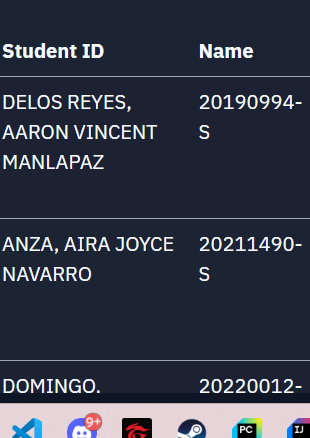 Student ID Name
DELOS REYES, 20190994-
AARON VINCENT S
MANLAPAZ
ANZA, AIRA JOYCE 20211490-
NAVARRO S
DOMINGO. 20220012-
9+
PC IJ